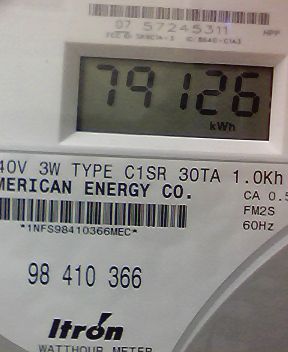 07 57245311 HPP
79126
kWh
40V 3W TYPE C1SR 30TA 1.0Kh
MERICAN ENERGY CO.
CA 0.5
FM2S
*1NFS98410366MEC*
60Hz
98 410 366
Itron
WATTHOUR METER